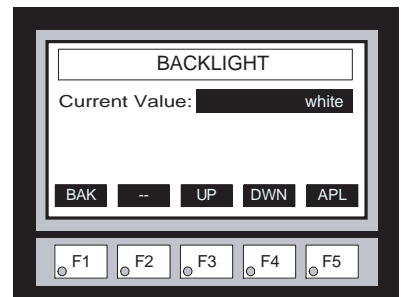 BACKLIGHT
Current Value: white
BAK -- UP DWN APL
F1 F2 F3 F4 F5